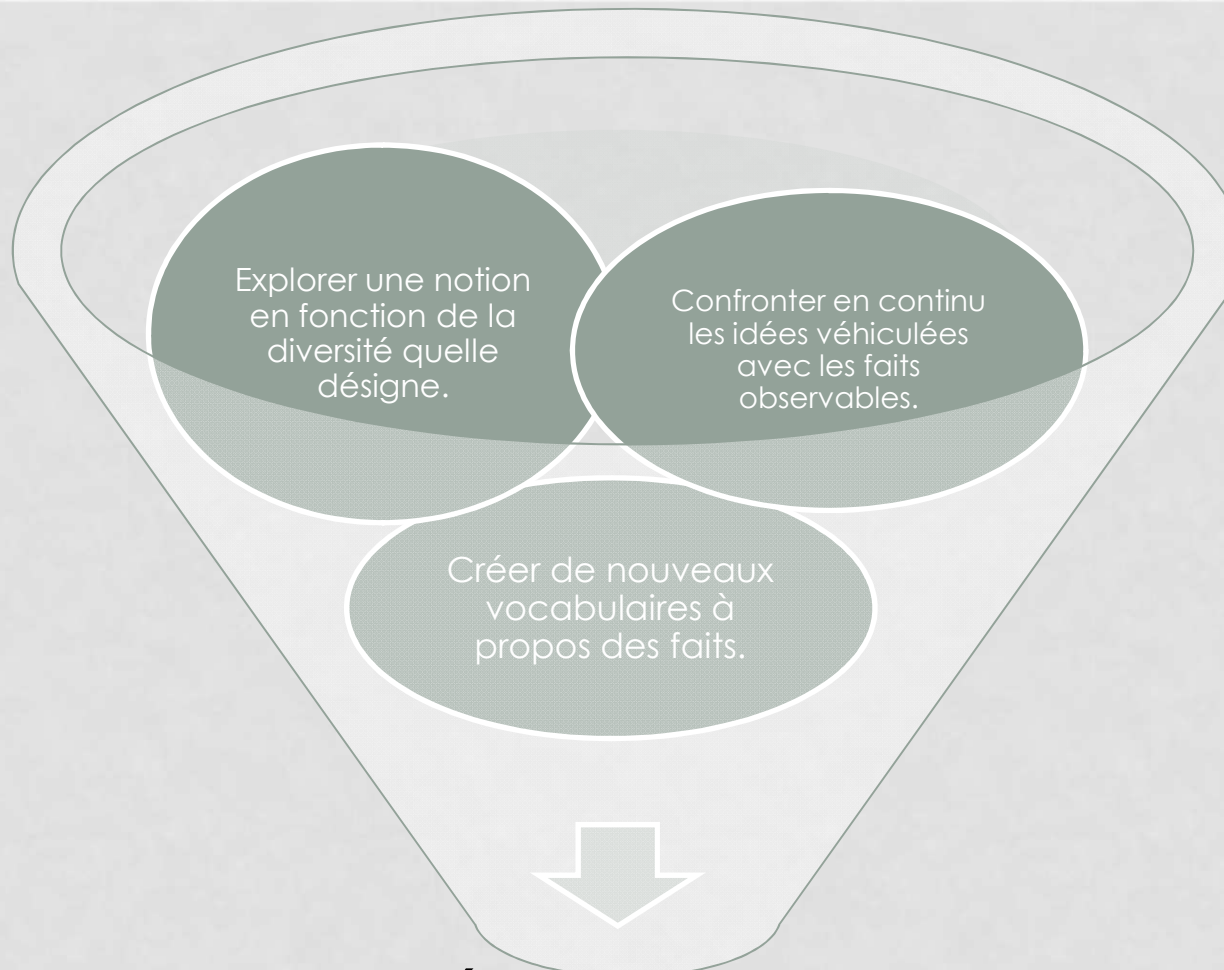 Explorer une notion
en fonction de la
diversité quelle
désigne.
Confronter en continu
les idées véhiculées
avec les faits
observables.
Créer de nouveaux
vocabulaires à
propos des faits.